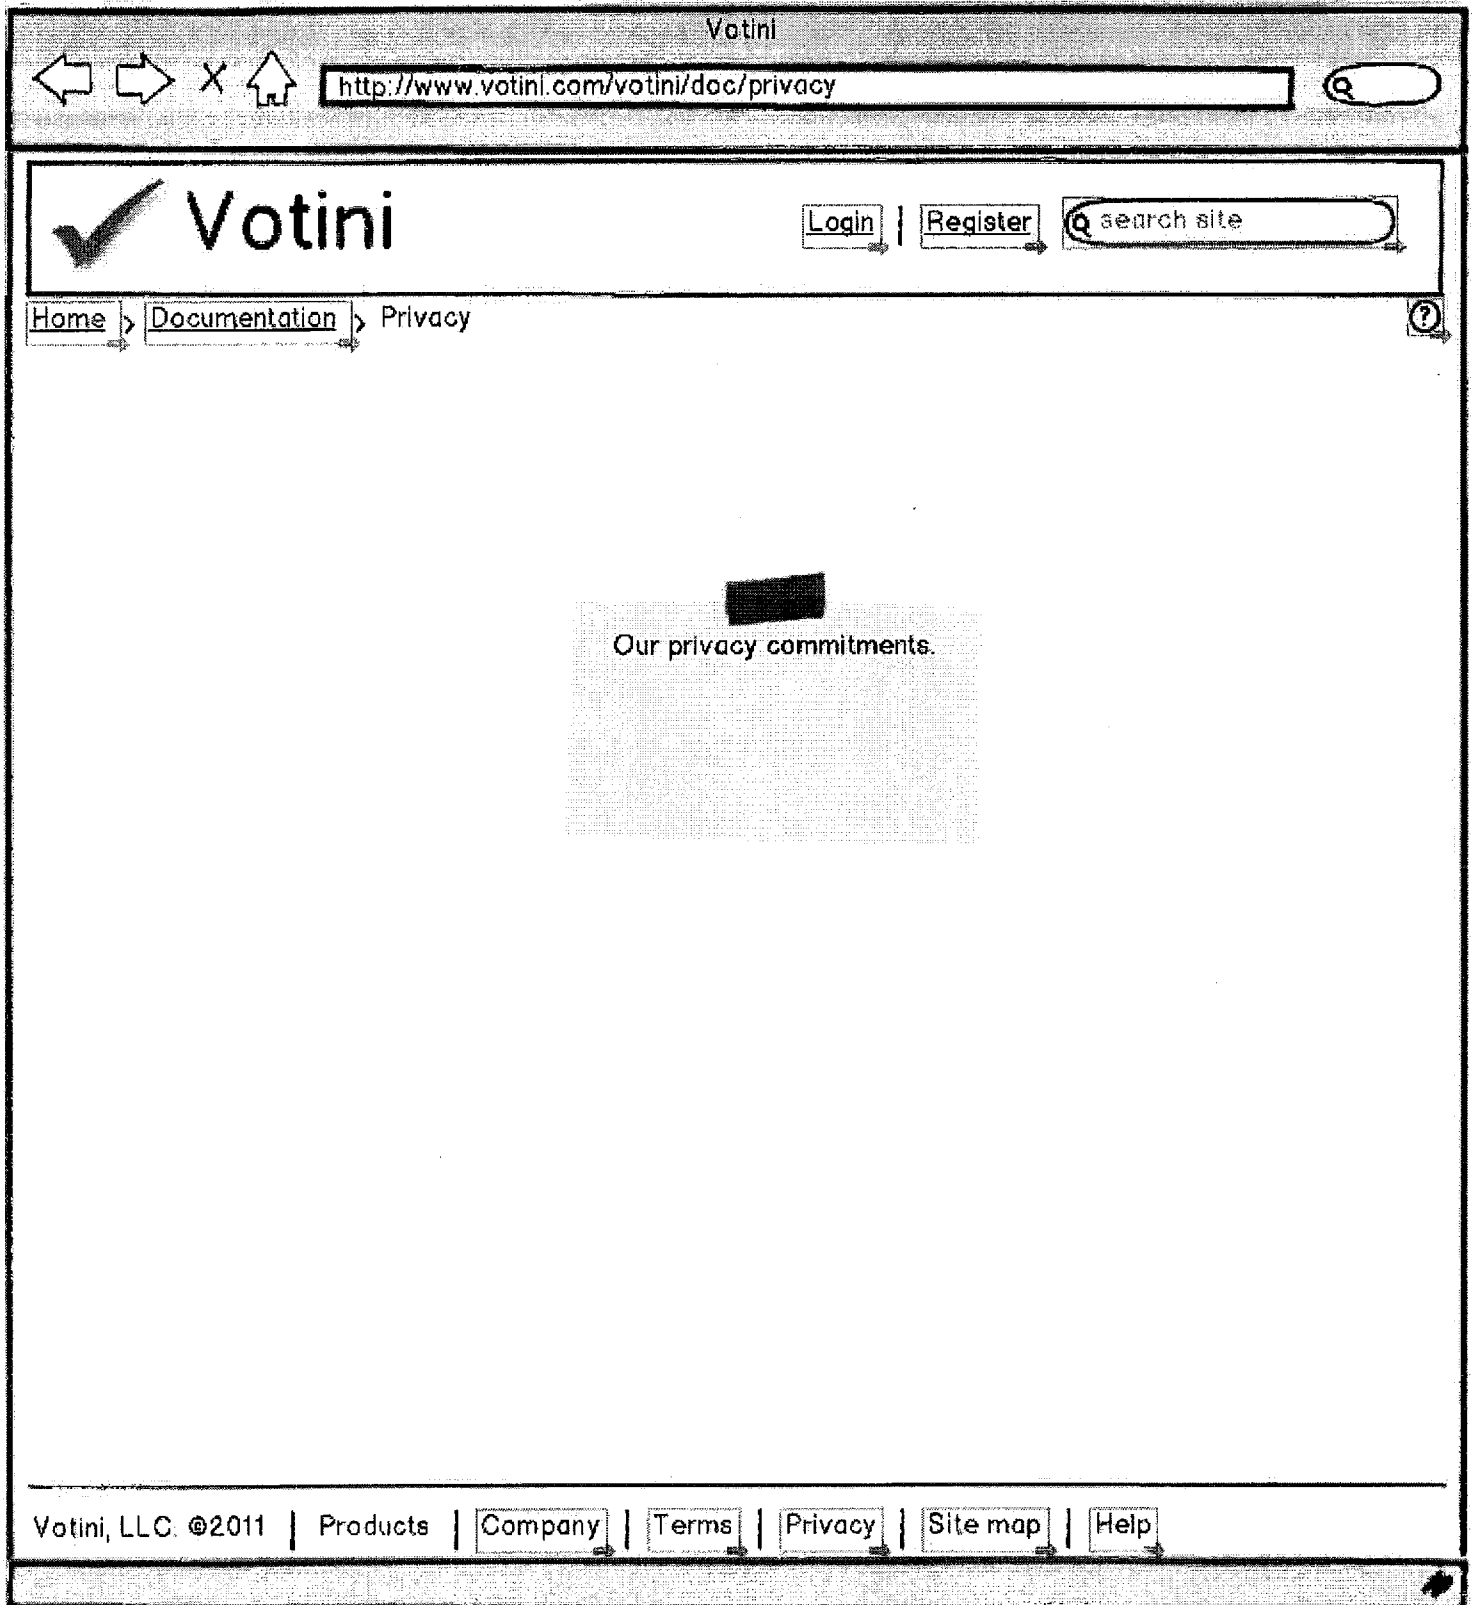 Votini
http://www.votini.com/votini/doc/privacy
Votini
Login | Register
search site
Home > Documentation > Privacy
?
Our privacy commitments.
Votini, LLC. ©2011 | Products | Company | Terms | Privacy | Site map | Help